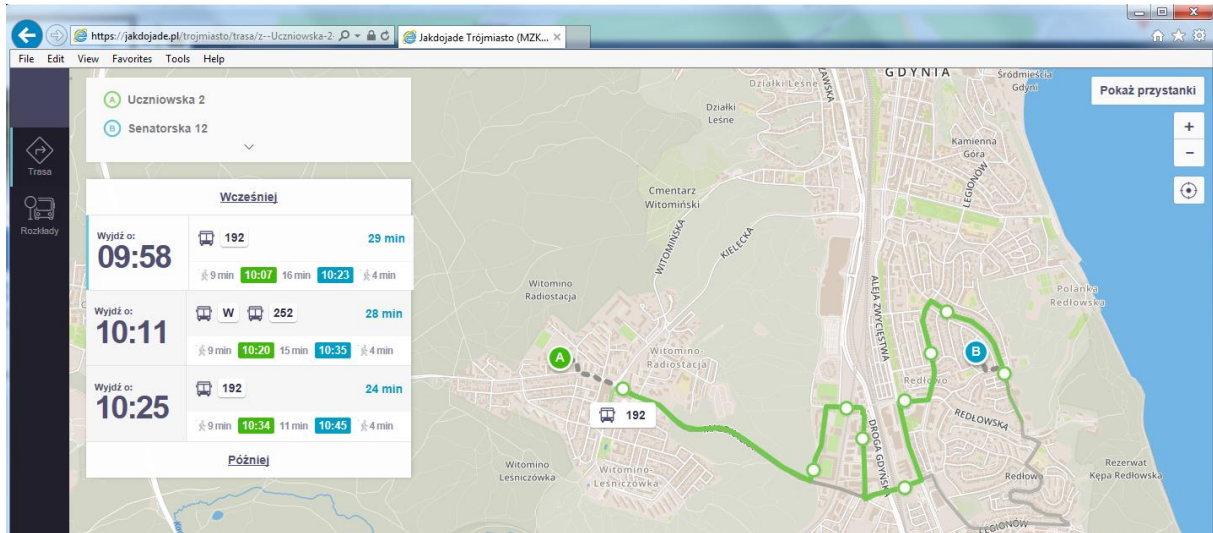 https://jakdojade.pl/trojmiasto/trasa/z--Uczniowska-2-
Jakdojade Trójmiasto (MZK...
File Edit View Favorites Tools Help
A Uczniowska 2
B Senatorska 12
Trasa
Rozkłady
Wcześniej
Wyjdź o:
09:58
192
29 min
9 min 10:07 16 min 10:23 4 min
Wyjdź o:
10:11
W 252
28 min
9 min 10:20 15 min 10:35 4 min
Wyjdź o:
10:25
192
24 min
9 min 10:34 11 min 10:45 4 min
Później
Pokaż przystanki
+
−
GDYNIA
Śródmieście
Gdyni
Działki Leśne
Działki
Leśne
Kamienna
Góra
LEGIONÓW
Cmentarz
Witomiński
WITOMIŃSKA
KIELECKA
Witomino
Radiostacja
ALEJA ZWYCIĘSTWA
Polanka
Redłowska
A
Witomino-
Radiostacja
B
Redłowo
192
REDŁOWSKA
DROGA GDYŃSKA
Witomino
Leśniczówka
Witomino-
Leśniczówka
Redłowo
Rezerwat
Kępa Redłowska
LEGIONÓW